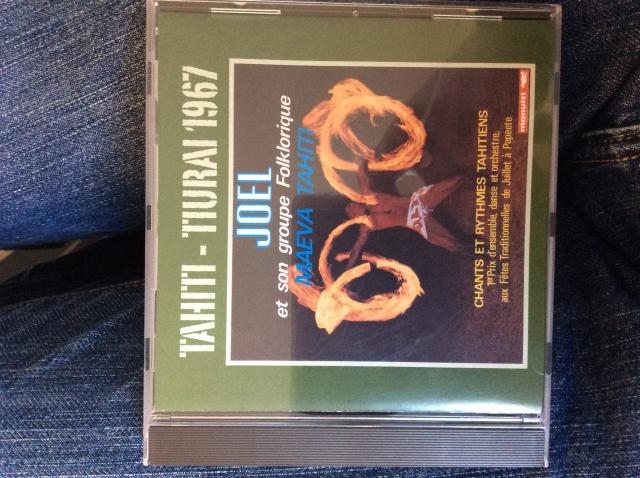 TAHITI - TIURAI 1967
JOEL
et son groupe Folklorique
MAEVA TAHITI
manuiti
CHANTS ET RYTHMES TAHITIENS
1er Prix d'ensemble, danse et orchestre,
aux Fêtes Traditionnelles de Juillet à Papeete